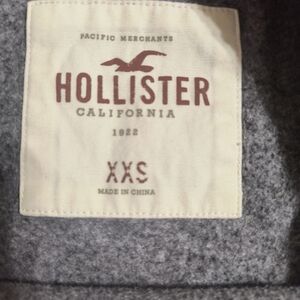 PACIFIC MERCHANTS
HOLLISTER
CALIFORNIA
1922
XXS
MADE IN CHINA